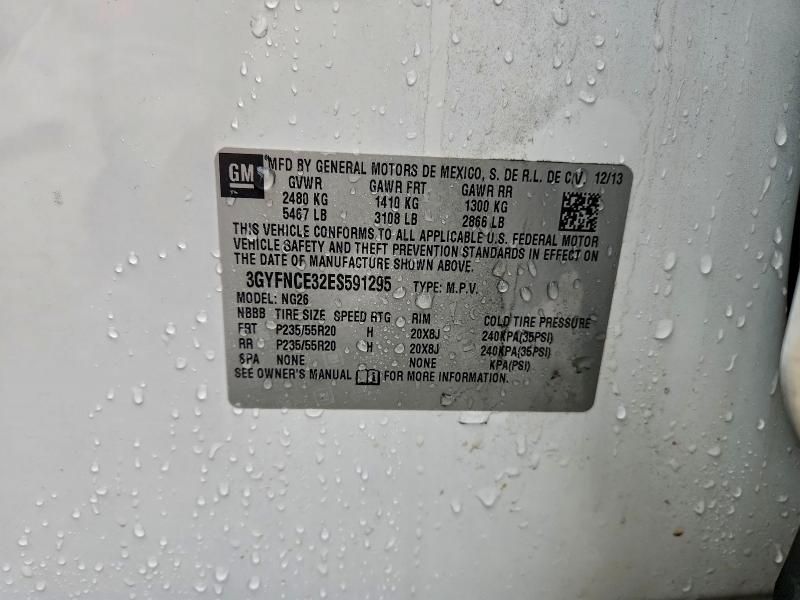 GM MFD BY GENERAL MOTORS DE MEXICO, S. DE R.L. DE C.V. 12/13
GVWR GAWR FRT GAWR RR
2480 KG 1410 KG 1300 KG
5467 LB 3108 LB 2866 LB
THIS VEHICLE CONFORMS TO ALL APPLICABLE U.S. FEDERAL MOTOR
VEHICLE SAFETY AND THEFT PREVENTION STANDARDS IN EFFECT ON
THE DATE OF MANUFACTURE SHOWN ABOVE.
3GYFNCE32ES591295 TYPE: M.P.V.
MODEL: NG26
NBBB TIRE SIZE SPEED RTG RIM COLD TIRE PRESSURE
FRT P235/55R20 H 20X8J 240KPA(35PSI)
RR P235/55R20 H 20X8J 240KPA(35PSI)
SPA NONE NONE KPA(PSI)
SEE OWNER'S MANUAL FOR MORE INFORMATION.